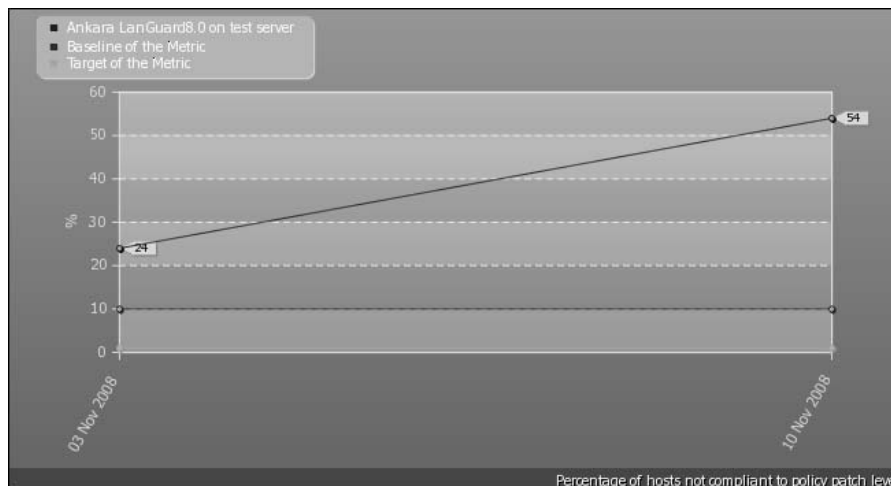 Ankara LanGuard8.0 on test server
Baseline of the Metric
Target of the Metric
60
50
40
30
20
10
0
%
24
54
03 Nov 2008
10 Nov 2008
Percentage of hosts not compliant to policy patch leve